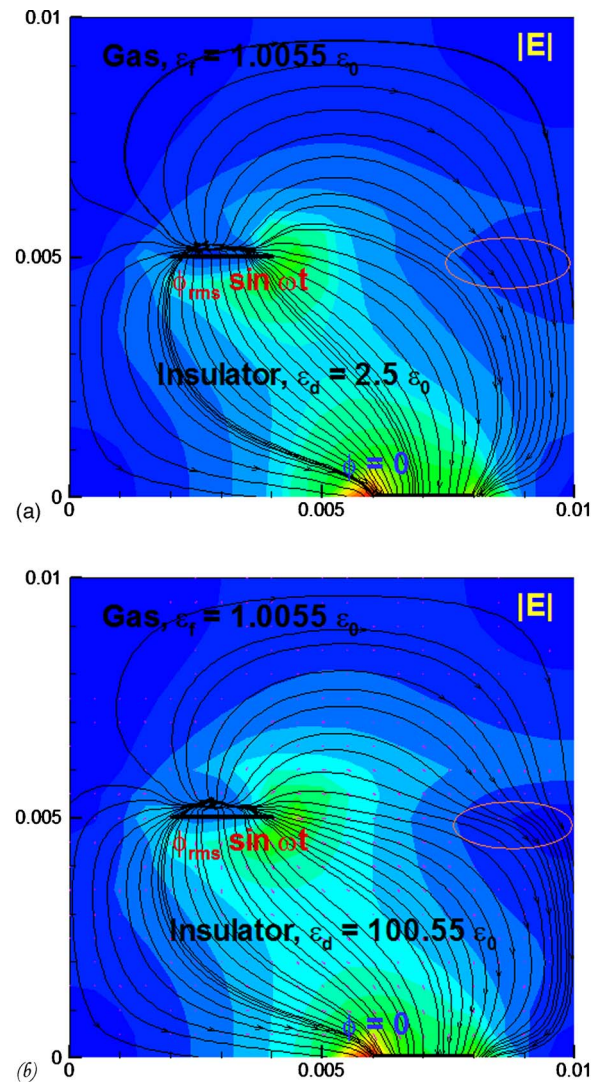 0.01
|E|
Gas, εf = 1.0055 ε0
0.005
ϕrms sin ωt
Insulator, εd = 2.5 ε0
ϕ = 0
0
(a)
0
0.005
0.01
0.01
|E|
Gas, εf = 1.0055 ε0
0.005
ϕrms sin ωt
Insulator, εd = 100.55 ε0
ϕ = 0
0
(б)
0
0.005
0.01